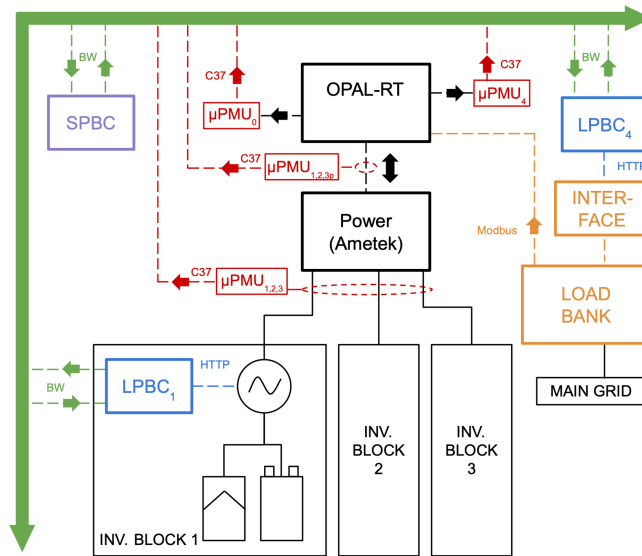 BW
SPBC
C37
µPMU0
OPAL-RT
C37
µPMU4
BW
LPBC4
C37
µPMU1,2,3p
HTTP
INTER-
FACE
Power
(Ametek)
Modbus
C37
µPMU1,2,3
LOAD
BANK
HTTP
LPBC1
BW
MAIN GRID
INV.
BLOCK
2
INV.
BLOCK
3
INV. BLOCK 1